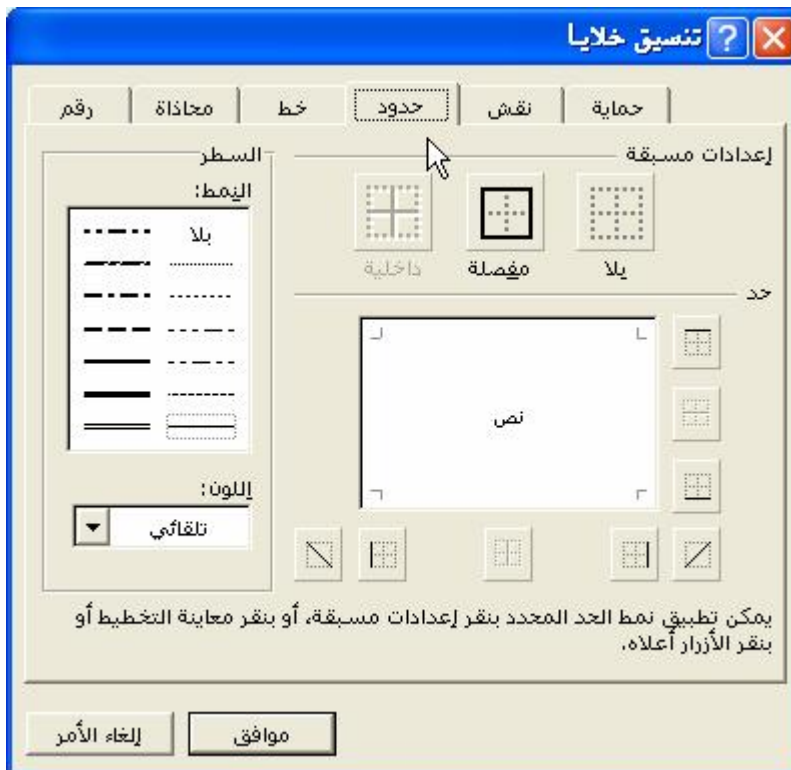 تنسيق خلايا
رقم
محاذاة
خط
حدود
نقش
حماية
إعدادات مسبقة
بلا
مفصلة
داخلية
حد
نص
السطر
النمط:
بلا
اللون:
تلقائي
يمكن تطبيق نمط الحد المحدد بنقر إعدادات مسبقة، أو بنقر معاينة التخطيط أو
بنقر الأزرار أعلاه.
موافق
إلغاء الأمر